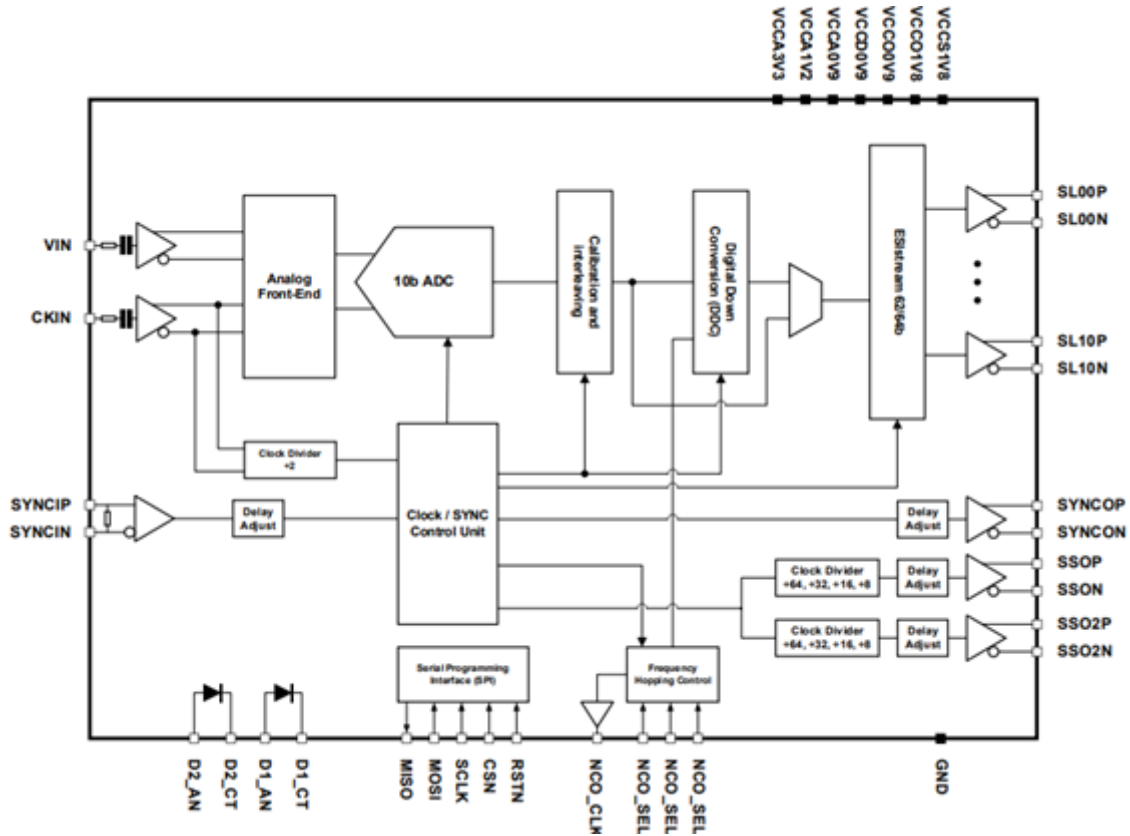 VCCA3V3
VCCA1V2
VCCA0V9
VCCD0V9
VCCO0V9
VCCO1V8
VCCS1V8
VIN
CKIN
Analog
Front-End
10b ADC
Calibration and
interleaving
Digital Down
Conversion (DDC)
ESIstream 62/64b
SL00P
SL00N
SL10P
SL10N
Clock Divider
÷2
SYNCIP
SYNCIN
Delay
Adjust
Clock / SYNC
Control Unit
Delay
Adjust
SYNCOP
SYNCON
Clock Divider
÷64, ÷32, ÷16, ÷8
Delay
Adjust
SSOP
SSON
Clock Divider
÷64, ÷32, ÷16, ÷8
Delay
Adjust
SSO2P
SSO2N
Serial Programming
Interface (SPI)
Frequency
Hopping Control
D2_AN
D2_CT
D1_AN
D1_CT
MISO
MOSI
SCLK
CSN
RSTN
NCO_CLK
NCO_SEL
NCO_SEL
NCO_SEL
GND